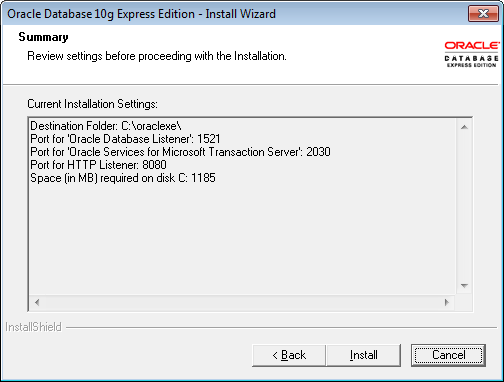 Oracle Database 10g Express Edition - Install Wizard
Summary
Review settings before proceeding with the Installation.
ORACLE
DATABASE
EXPRESS EDITION
Current Installation Settings:
Destination Folder: C:\oraclexe\
Port for 'Oracle Database Listener': 1521
Port for 'Oracle Services for Microsoft Transaction Server': 2030
Port for HTTP Listener: 8080
Space (in MB) required on disk C: 1185
InstallShield
< Back
Install
Cancel